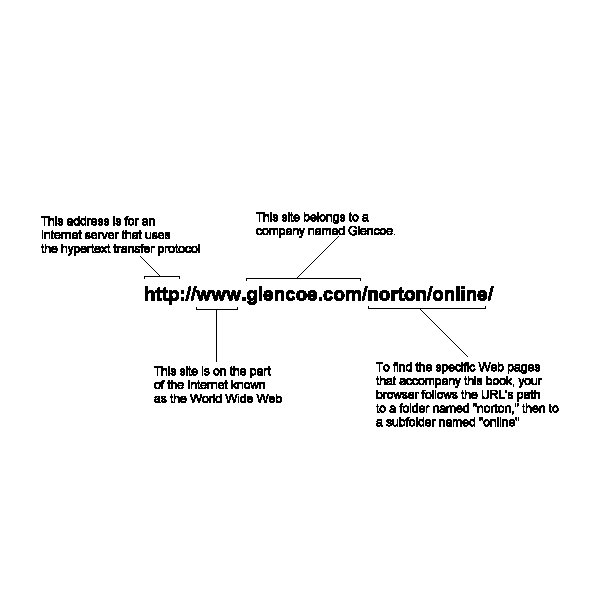 This address is for an
Internet server that uses
the hypertext transfer protocol
This site belongs to a
company named Glencoe.
http://www.glencoe.com/norton/online/
This site is on the part
of the Internet known
as the World Wide Web
To find the specific Web pages
that accompany this book, your
browser follows the URL's path
to a folder named "norton," then to
a subfolder named "online"